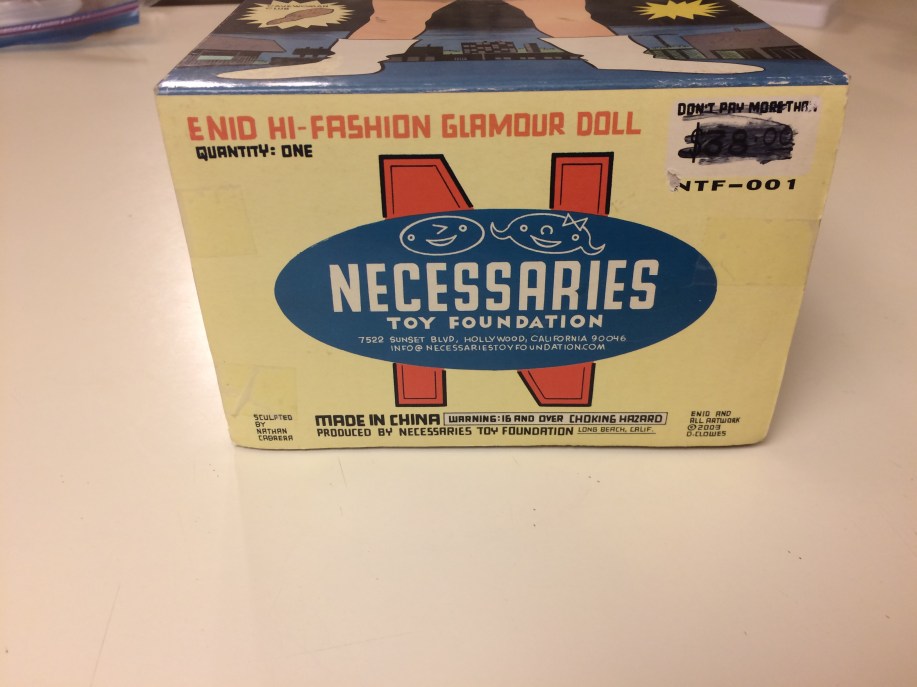 ENID HI-FASHION GLAMOUR DOLL
QUANTITY: ONE
DON'T PAY MORE THAN
$38.00
NTF-001
NECESSARIES
TOY FOUNDATION
7522 SUNSET BLVD, HOLLYWOOD, CALIFORNIA 90046
INFO@NECESSARIESTOYFOUNDATION.COM
SCULPTED
BY
NATHAN
CABRERA
MADE IN CHINA WARNING: 16 AND OVER CHOKING HAZARD
PRODUCED BY NECESSARIES TOY FOUNDATION LONG BEACH, CALIF.
ENID AND
ALL ARTWORK
©2009
D·CLOWES